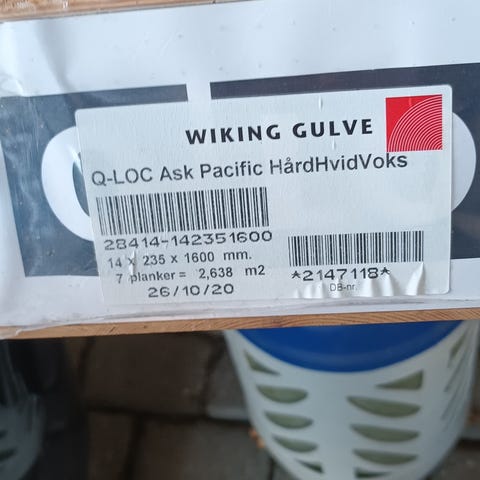 WIKING GULVE
Q-LOC Ask Pacific HårdHvidVoks
28414-142351600
14 x 235 x 1600 mm.
7 planker = 2,638 m2
26/10/20
*2147118*
DB-nr.